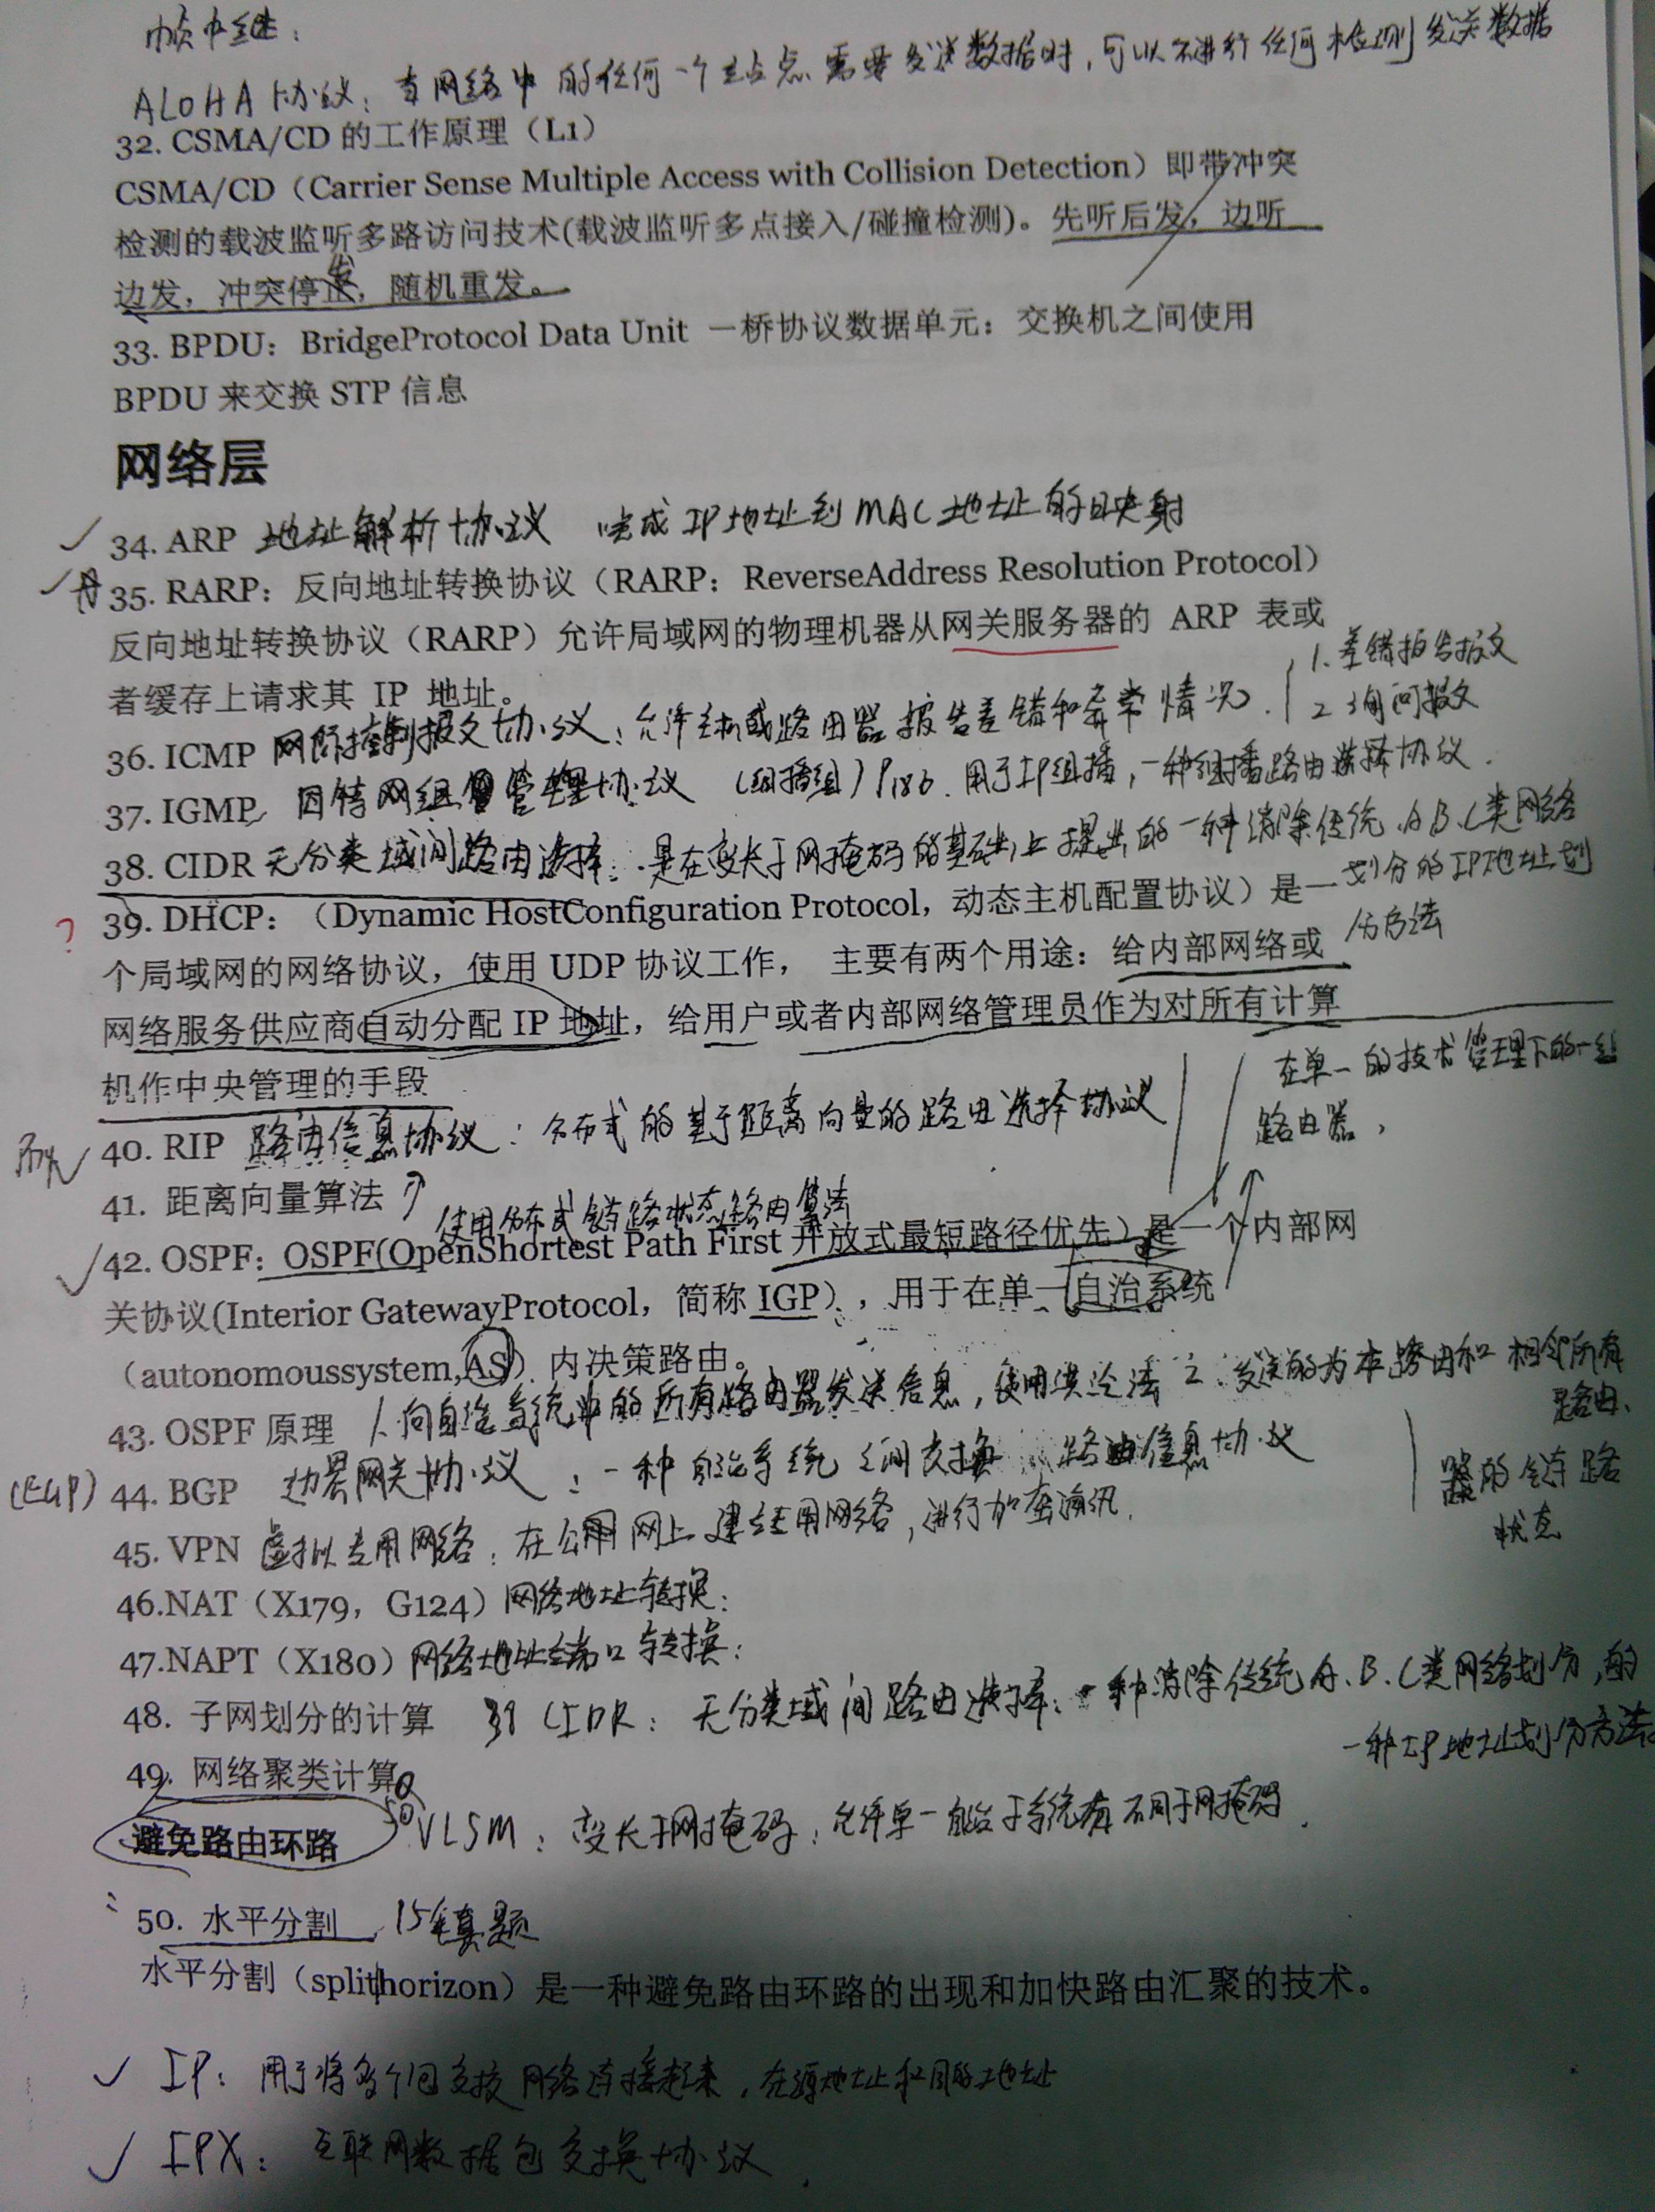 帧中继：
ALOHA协议：当网络中的任何一个站点需要发送数据时，可以不进行任何检测发送数据
32. CSMA/CD 的工作原理（L1）
CSMA/CD（Carrier Sense Multiple Access with Collision Detection）即带冲突
检测的载波监听多路访问技术(载波监听多点接入/碰撞检测)。先听后发，边听
发
边发，冲突停止，随机重发。
33. BPDU：BridgeProtocol Data Unit 一桥协议数据单元：交换机之间使用
BPDU 来交换 STP 信息
网络层
34. ARP 地址解析协议 完成IP地址到MAC地址的映射
35. RARP：反向地址转换协议（RARP：ReverseAddress Resolution Protocol）
反向地址转换协议（RARP）允许局域网的物理机器从网关服务器的 ARP 表或
者缓存上请求其 IP 地址。
1. 差错报告报文
2 询问报文
36. ICMP 网际控制报文协议：允许主机或路由器报告差错和异常情况.
37. IGMP 因特网组管理协议 （组播组）P186. 用于IP组播，一种组播路由选择协议.
38. CIDR 无分类域间路由选择：是在变长子网掩码的基础上提出的一种消除传统.A.B.C类网络
划分的IP地址划
分方法
39. DHCP：（Dynamic HostConfiguration Protocol，动态主机配置协议）是一
个局域网的网络协议，使用 UDP 协议工作， 主要有两个用途：给内部网络或
网络服务供应商自动分配 IP 地址，给用户或者内部网络管理员作为对所有计算
机作中央管理的手段
在单一的技术管理下的一组
路由器，
40. RIP 路由信息协议：分布式的基于距离向量的路由选择协议
41. 距离向量算法
使用分布式链路状态路由算法
42. OSPF：OSPF(OpenShortest Path First 开放式最短路径优先）是一个内部网
关协议(Interior GatewayProtocol，简称 IGP），用于在单一自治系统
（autonomoussystem,AS）内决策路由。
43. OSPF 原理 1.向自治系统中的所有路由器发送信息，使用洪泛法 2.发送的为本路由和相邻所有
路由
器的链路
状态
(EGP) 44. BGP 边界网关协议：一种自治系统之间交换路由信息协议
45. VPN 虚拟专用网络：在公用网上建立专用网络，进行加密通讯.
46.NAT（X179，G124）网络地址转换：
47.NAPT（X180）网络地址端口转换：
48. 子网划分的计算 39 CIDR：无分类域间路由选择：一种消除传统A.B.C类网络划分，的
一种IP地址划分方法
49. 网络聚类计算
50 VLSM：变长子网掩码：允许单一自治子系统有不同子网掩码.
避免路由环路
50. 水平分割 15年真题
水平分割（splithorizon）是一种避免路由环路的出现和加快路由汇聚的技术。
IP：用于将多个包交换网络连接起来，在源地址和目的地址
IPX：互联网数据包交换协议